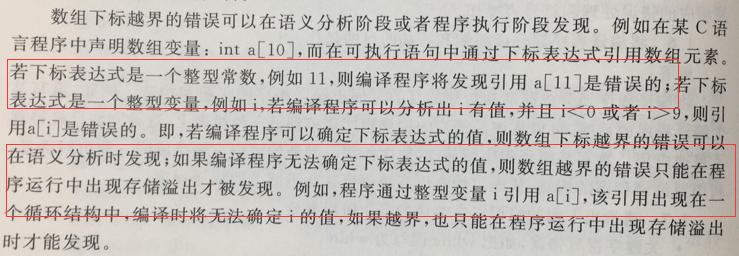 数组下标越界的错误可以在语义分析阶段或者程序执行阶段发现。例如在某 C 语
言程序中声明数组变量：int a[10]，而在可执行语句中通过下标表达式引用数组元素。
若下标表达式是一个整型常数，例如 11，则编译程序将发现引用 a[11]是错误的；若下标
表达式是一个整型变量，例如 i，若编译程序可以分析出 i 有值，并且 i<0 或者 i>9，则引
用a[i]是错误的。即，若编译程序可以确定下标表达式的值，则数组下标越界的错误可以
在语义分析时发现；如果编译程序无法确定下标表达式的值，则数组越界的错误只能在程
序运行中出现存储溢出才被发现。例如，程序通过整型变量 i 引用 a[i]，该引用出现在一
个循环结构中，编译时将无法确定 i 的值，如果越界，也只能在程序运行中出现存储溢出
时才能发现。